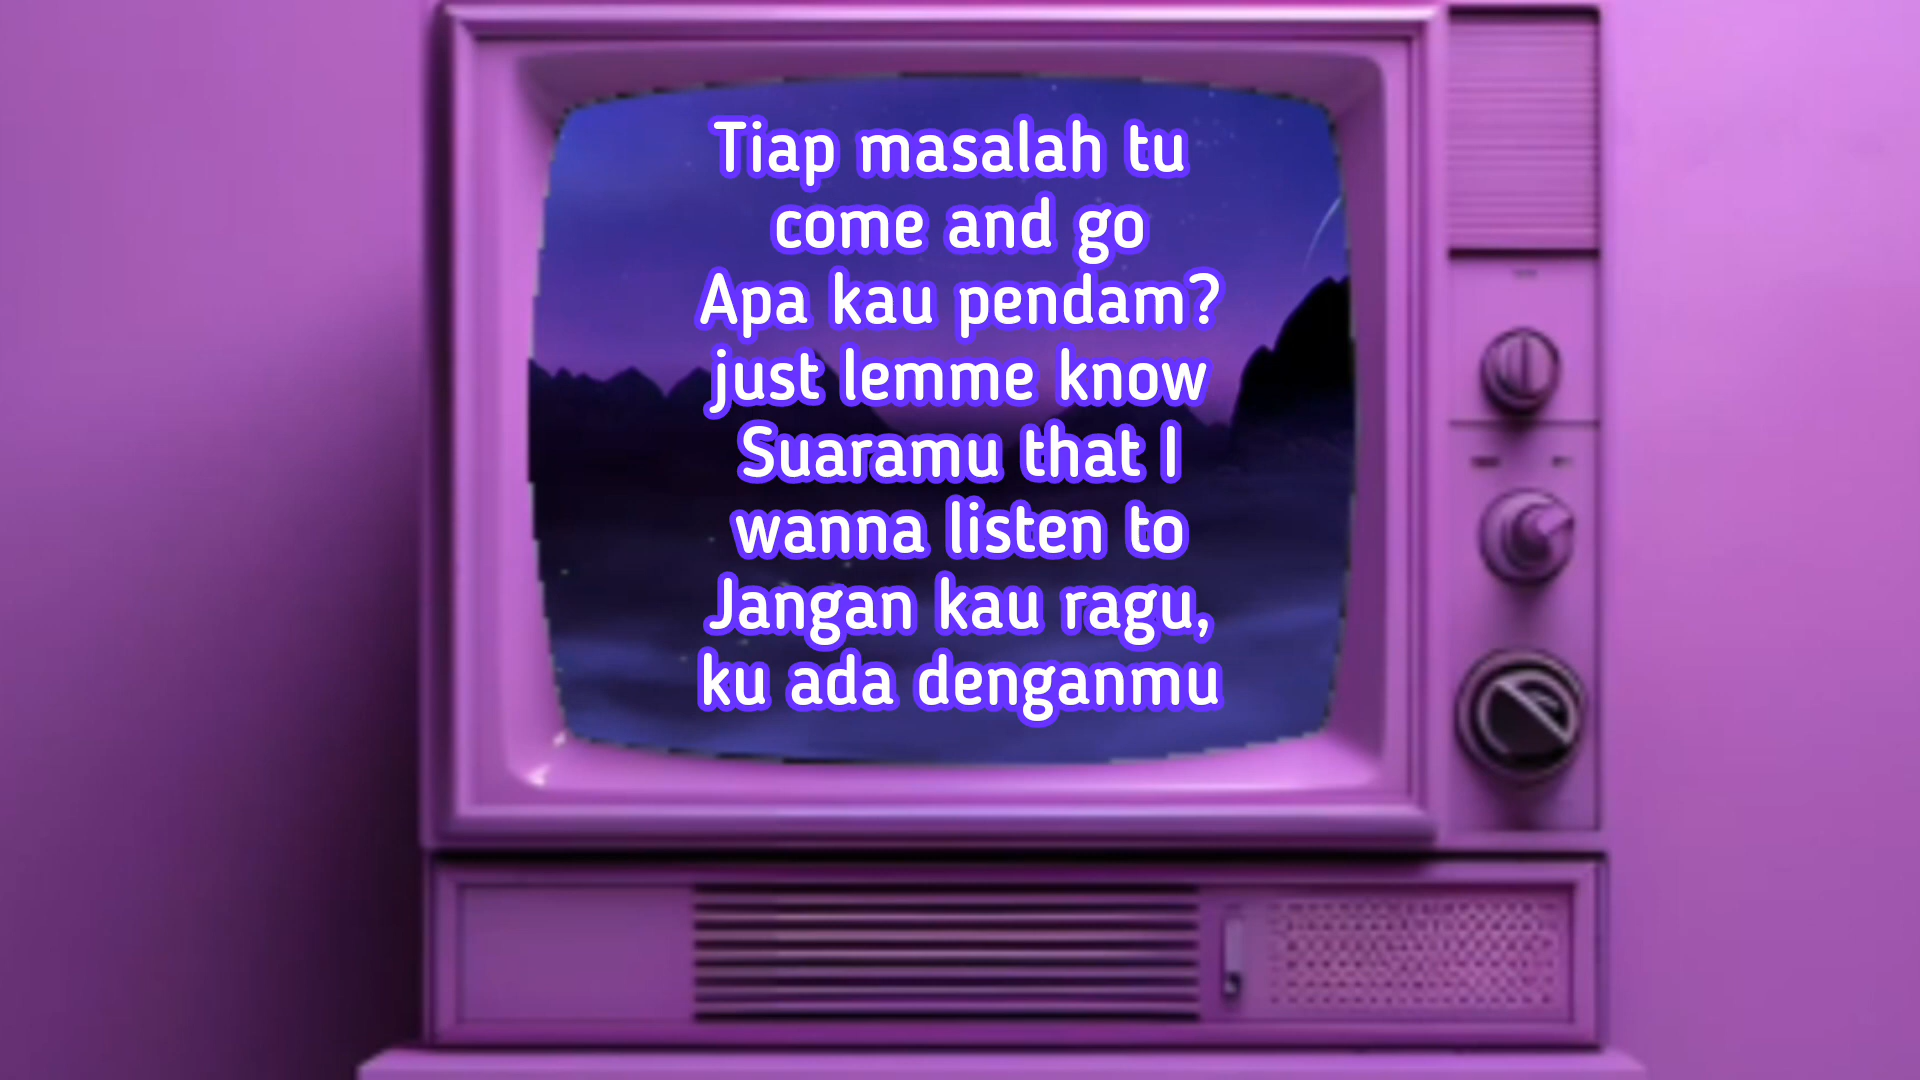 Tiap masalah tu
come and go
Apa kau pendam?
just lemme know
Suaramu that I
wanna listen to
Jangan kau ragu,
ku ada denganmu